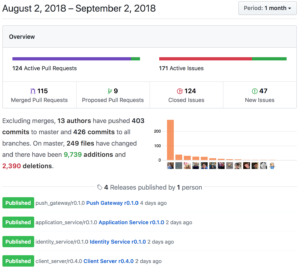 August 2, 2018 – September 2, 2018
Period: 1 month
Overview
124 Active Pull Requests
171 Active Issues
115
Merged Pull Requests
9
Proposed Pull Requests
124
Closed Issues
47
New Issues
Excluding merges, 13 authors have pushed 403
commits to master and 426 commits to all
branches. On master, 249 files have changed
and there have been 9,739 additions and
2,390 deletions.
200
100
0
4 Releases published by 1 person
Published push_gateway/r0.1.0 Push Gateway r0.1.0 4 days ago
Published application_service/r0.1.0 Application Service r0.1.0 2 days ago
Published identity_service/r0.1.0 Identity Service r0.1.0 2 days ago
Published client_server/r0.4.0 Client Server r0.4.0 2 days ago